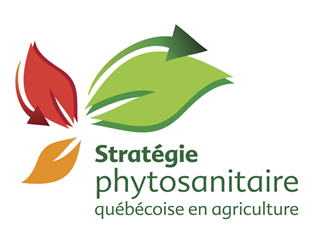 Stratégie
phytosanitaire
québécoise en agriculture